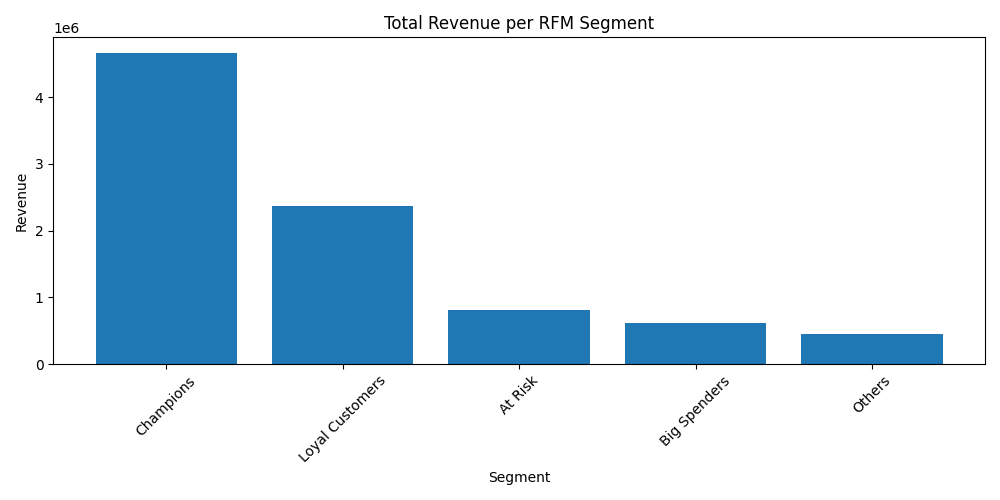 Total Revenue per RFM Segment
1e6
4
3
2
1
0
Revenue
Champions
Loyal Customers
At Risk
Big Spenders
Others
Segment